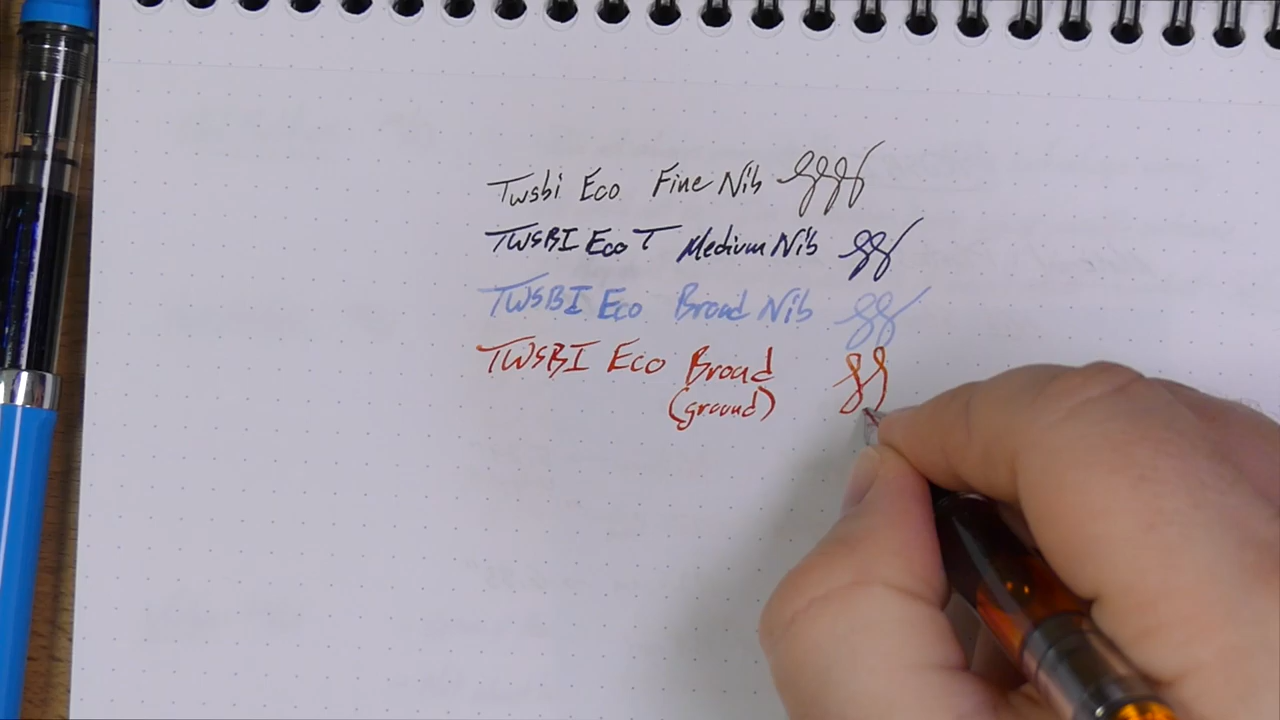 Twsbi Eco Fine Nib
TWSBI Eco T Medium Nib
TWSBI Eco Broad Nib
TWSBI Eco Broad
(ground)